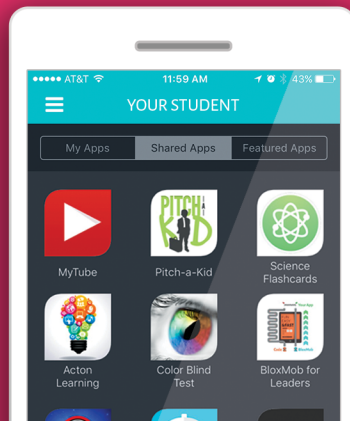 AT&T 11:59 AM 43%
YOUR STUDENT
My Apps Shared Apps Featured Apps
PITCH
A
KID
MyTube Pitch-a-Kid Science
Flashcards
Acton
Learning
Color Blind
Test
BloxMob for
Leaders